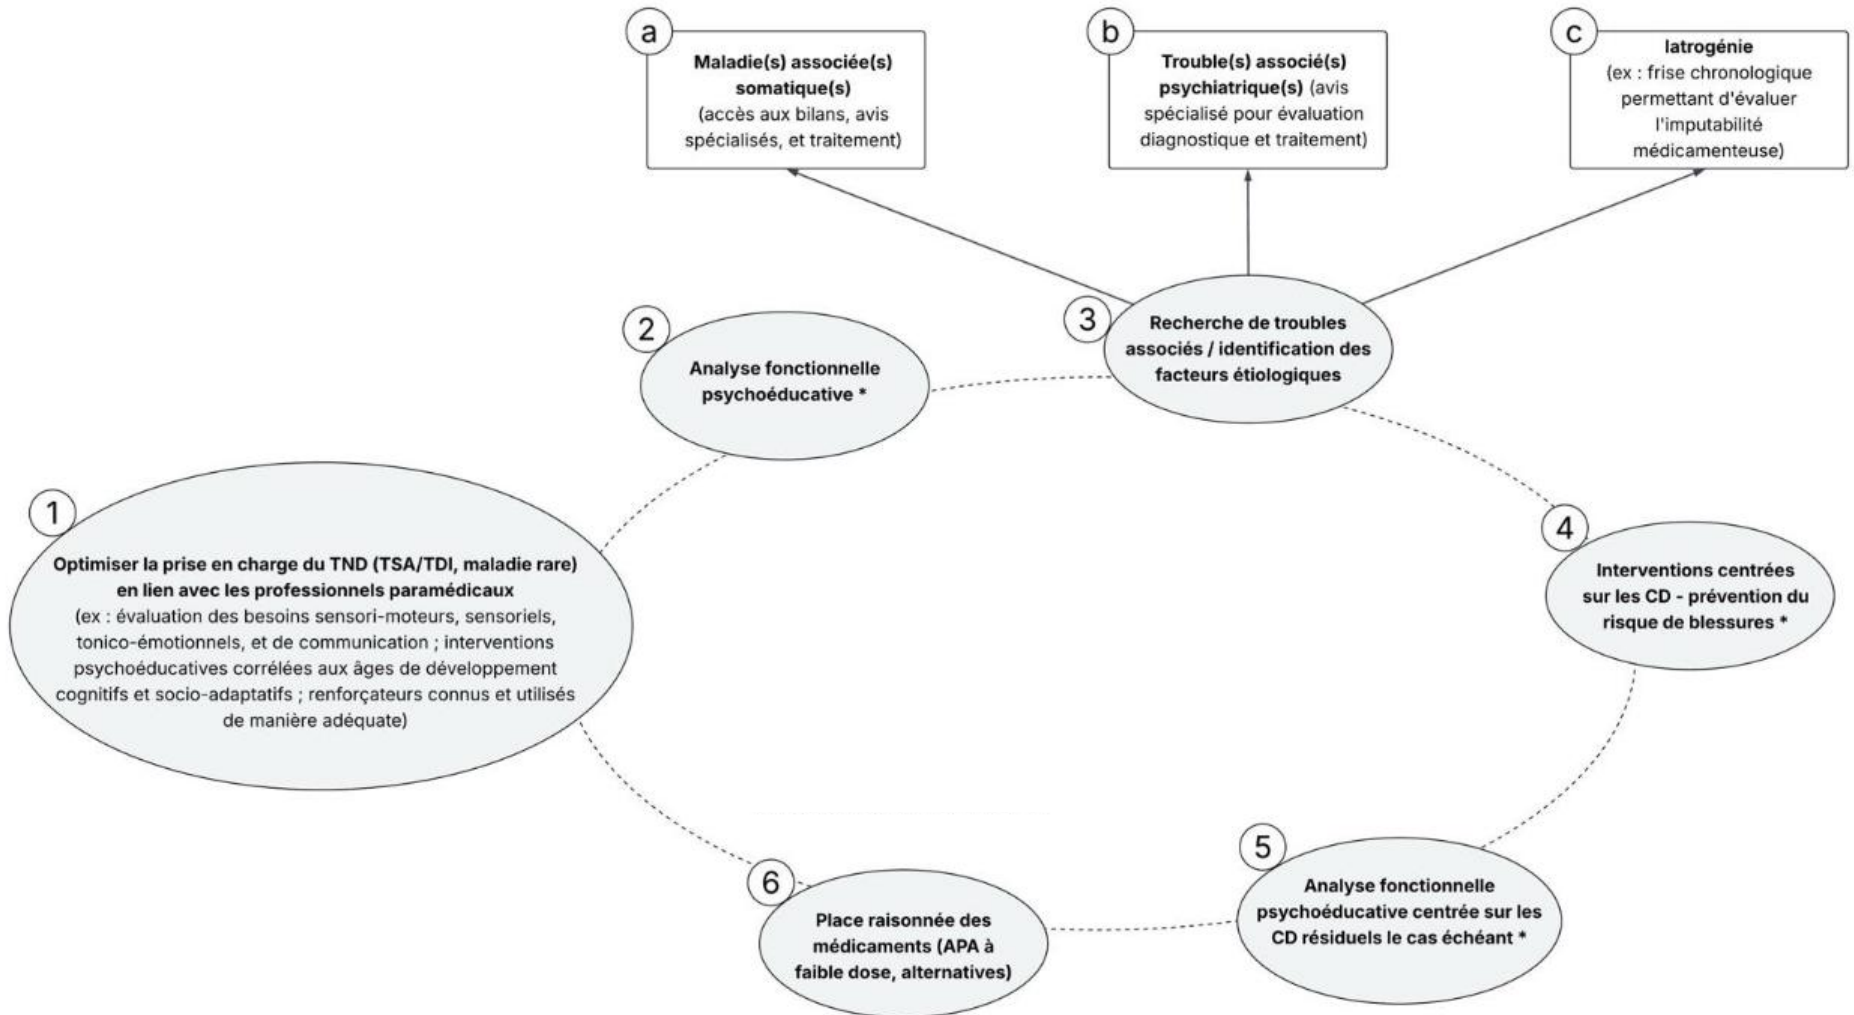 a
Maladie(s) associée(s)
somatique(s)
(accès aux bilans, avis
spécialisés, et traitement)
b
Trouble(s) associé(s)
psychiatrique(s) (avis
spécialisé pour évaluation
diagnostique et traitement)
c
Iatrogénie
(ex : frise chronologique
permettant d'évaluer
l'imputabilité
médicamenteuse)
1
Optimiser la prise en charge du TND (TSA/TDI, maladie rare)
en lien avec les professionnels paramédicaux
(ex : évaluation des besoins sensori-moteurs, sensoriels,
tonico-émotionnels, et de communication ; interventions
psychoéducatives corrélées aux âges de développement
cognitifs et socio-adaptatifs ; renforçateurs connus et utilisés
de manière adéquate)
2
Analyse fonctionnelle
psychoéducative *
3
Recherche de troubles
associés / identification des
facteurs étiologiques
4
Interventions centrées
sur les CD - prévention du
risque de blessures *
5
Analyse fonctionnelle
psychoéducative centrée sur les
CD résiduels le cas échéant *
6
Place raisonnée des
médicaments (APA à
faible dose, alternatives)